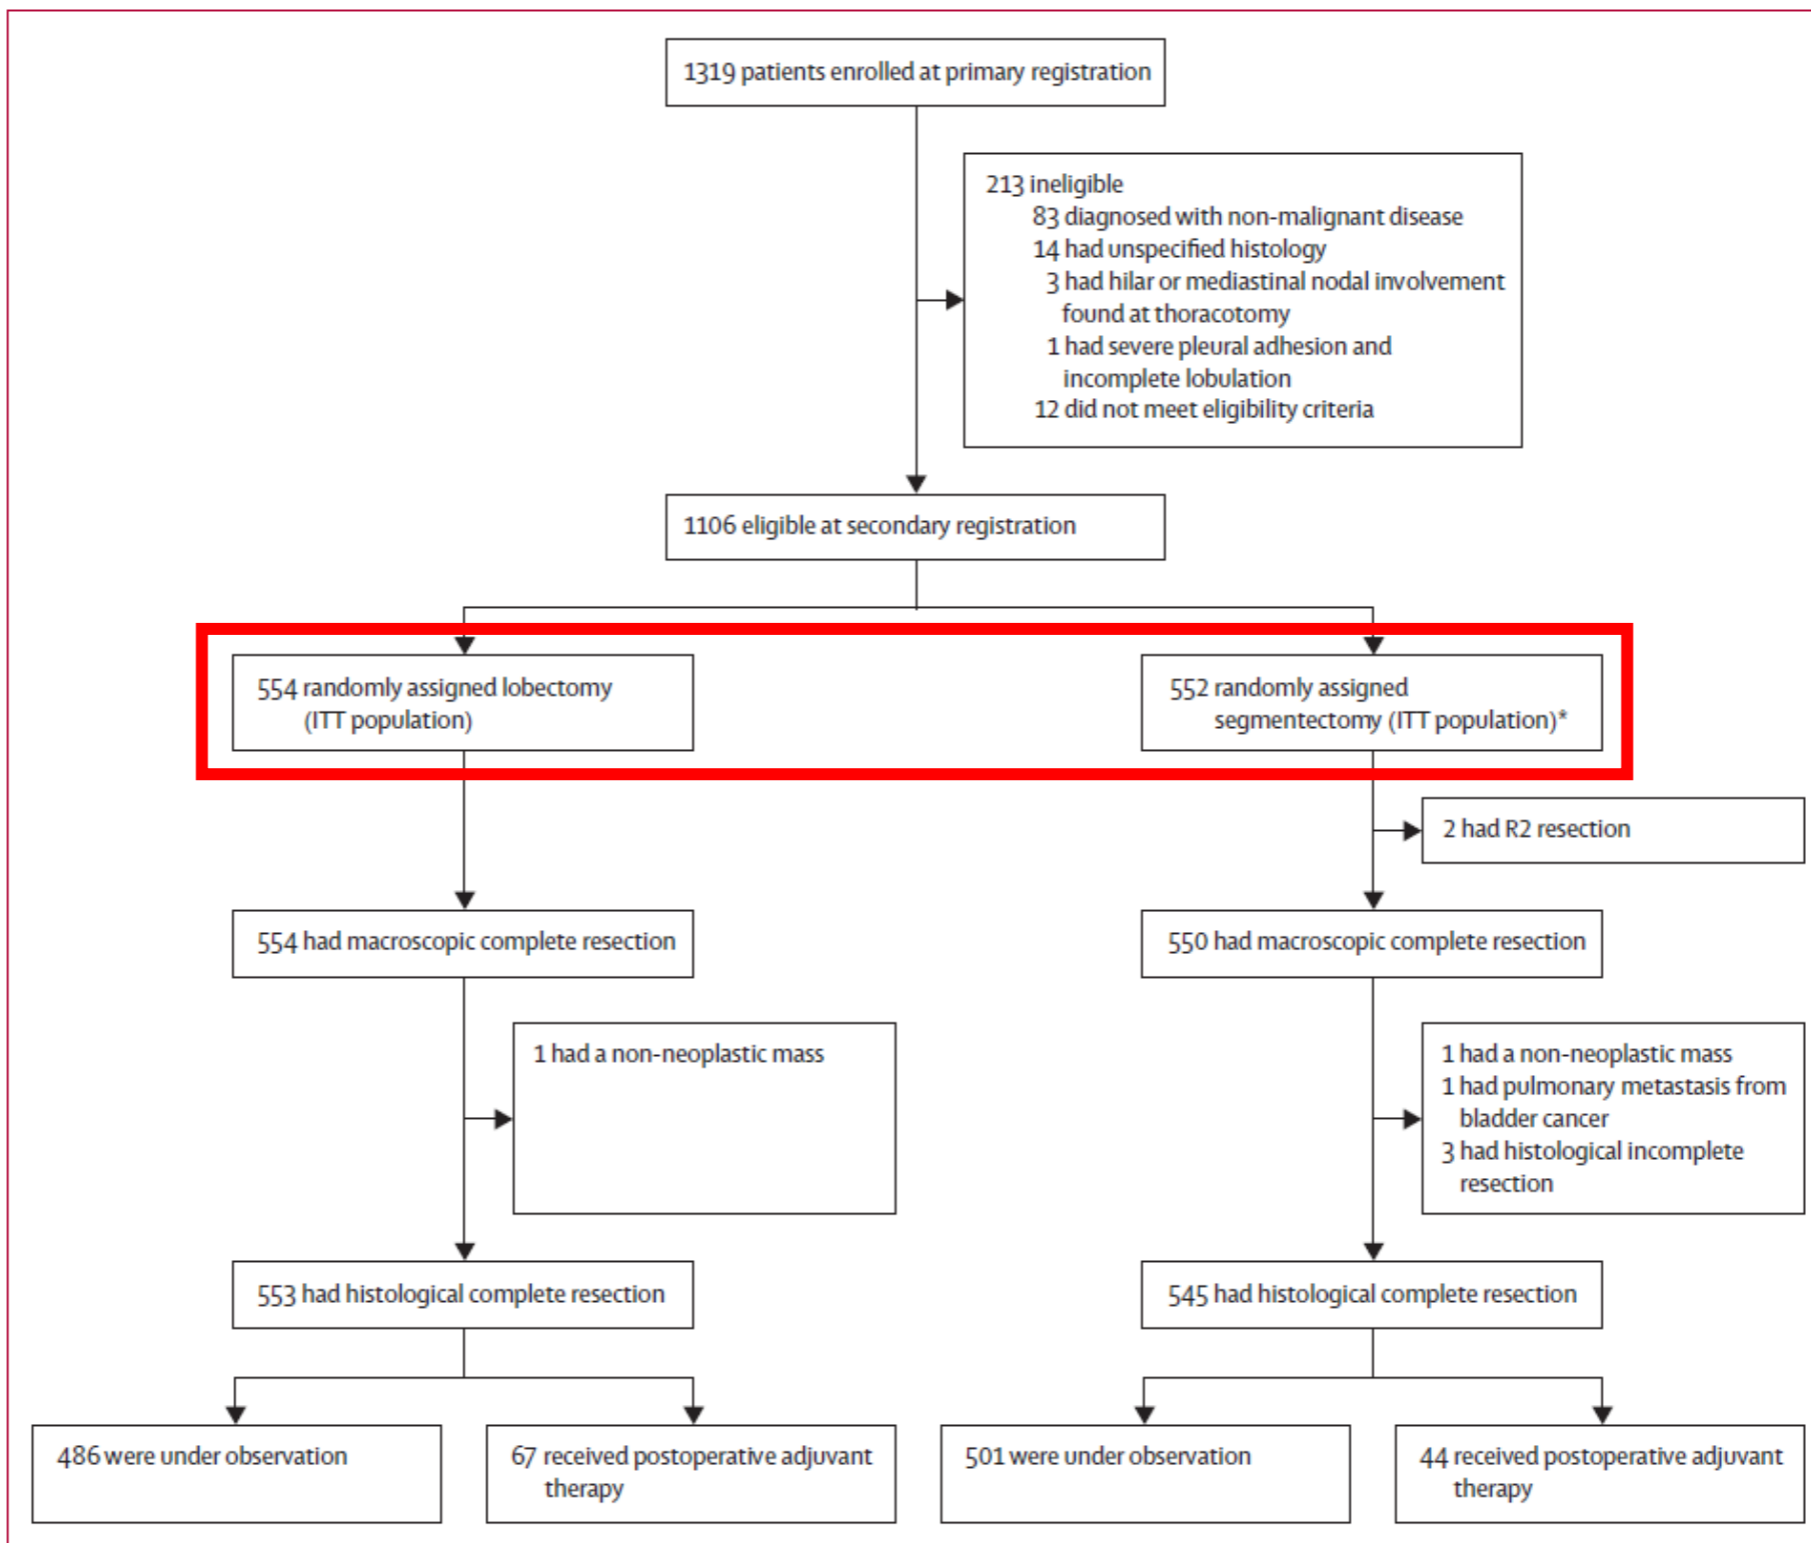 1319 patients enrolled at primary registration
213 ineligible
83 diagnosed with non-malignant disease
14 had unspecified histology
3 had hilar or mediastinal nodal involvement
found at thoracotomy
1 had severe pleural adhesion and
incomplete lobulation
12 did not meet eligibility criteria
1106 eligible at secondary registration
554 randomly assigned lobectomy
(ITT population)
552 randomly assigned
segmentectomy (ITT population)*
2 had R2 resection
554 had macroscopic complete resection
550 had macroscopic complete resection
1 had a non-neoplastic mass
1 had a non-neoplastic mass
1 had pulmonary metastasis from
bladder cancer
3 had histological incomplete
resection
553 had histological complete resection
545 had histological complete resection
486 were under observation
67 received postoperative adjuvant
therapy
501 were under observation
44 received postoperative adjuvant
therapy